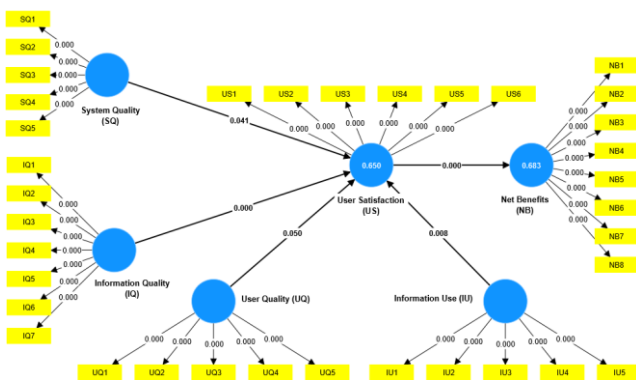 SQ1
0.000
SQ2
0.000
SQ3
0.000
SQ4
0.000
SQ5
0.000
System Quality
(SQ)
0.041
US1
US2
US3
US4
US5
US6
0.000
0.000
0.000
0.000
0.000
0.000
0.650
User Satisfaction
(US)
0.000
0.683
Net Benefits
(NB)
NB1
0.000
NB2
0.000
NB3
0.000
NB4
0.000
NB5
0.000
NB6
0.000
NB7
0.000
NB8
0.000
IQ1
0.000
IQ2
0.000
IQ3
0.000
IQ4
0.000
IQ5
0.000
IQ6
0.000
IQ7
0.000
Information Quality
(IQ)
0.000
0.050
0.008
User Quality (UQ)
0.000
0.000
0.000
0.000
0.000
UQ1
UQ2
UQ3
UQ4
UQ5
Information Use (IU)
0.000
0.000
0.000
0.000
0.000
IU1
IU2
IU3
IU4
IU5